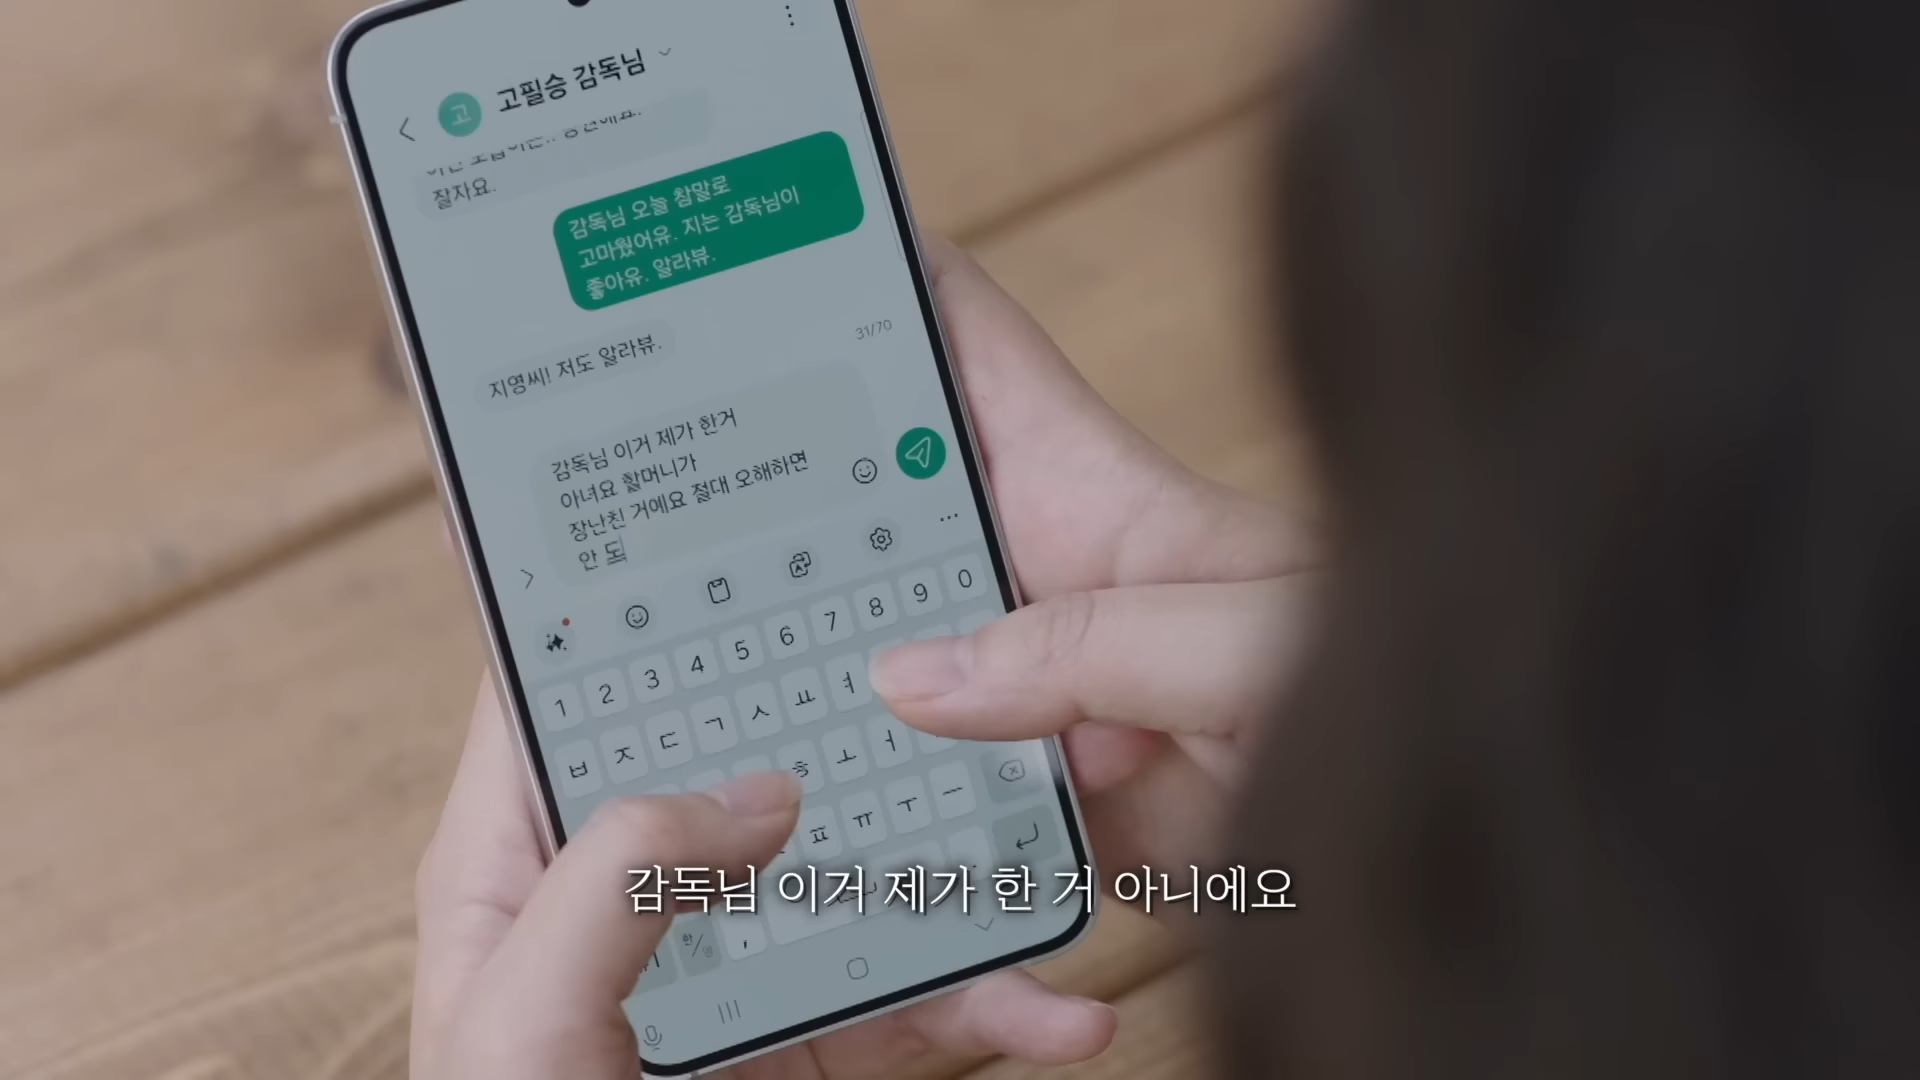 고 고필승 감독님
잘자요.
감독님 오늘 참말로
고마웠어유. 지는 감독님이
좋아유. 알라뷰.
지영씨! 저도 알라뷰.
31/70
감독님 이거 제가 한거
아녀요 할머니가
장난친 거예요 절대 오해하면
안 도
1 2 3 4 5 6 7 8 9 0
ㅂ ㅈ ㄷ ㄱ ㅅ ㅛ ㅕ
ㅎ ㅗ ㅓ
ㅍ ㅠ ㅜ ㅡ
한/영 ,
감독님 이거 제가 한 거 아니에요